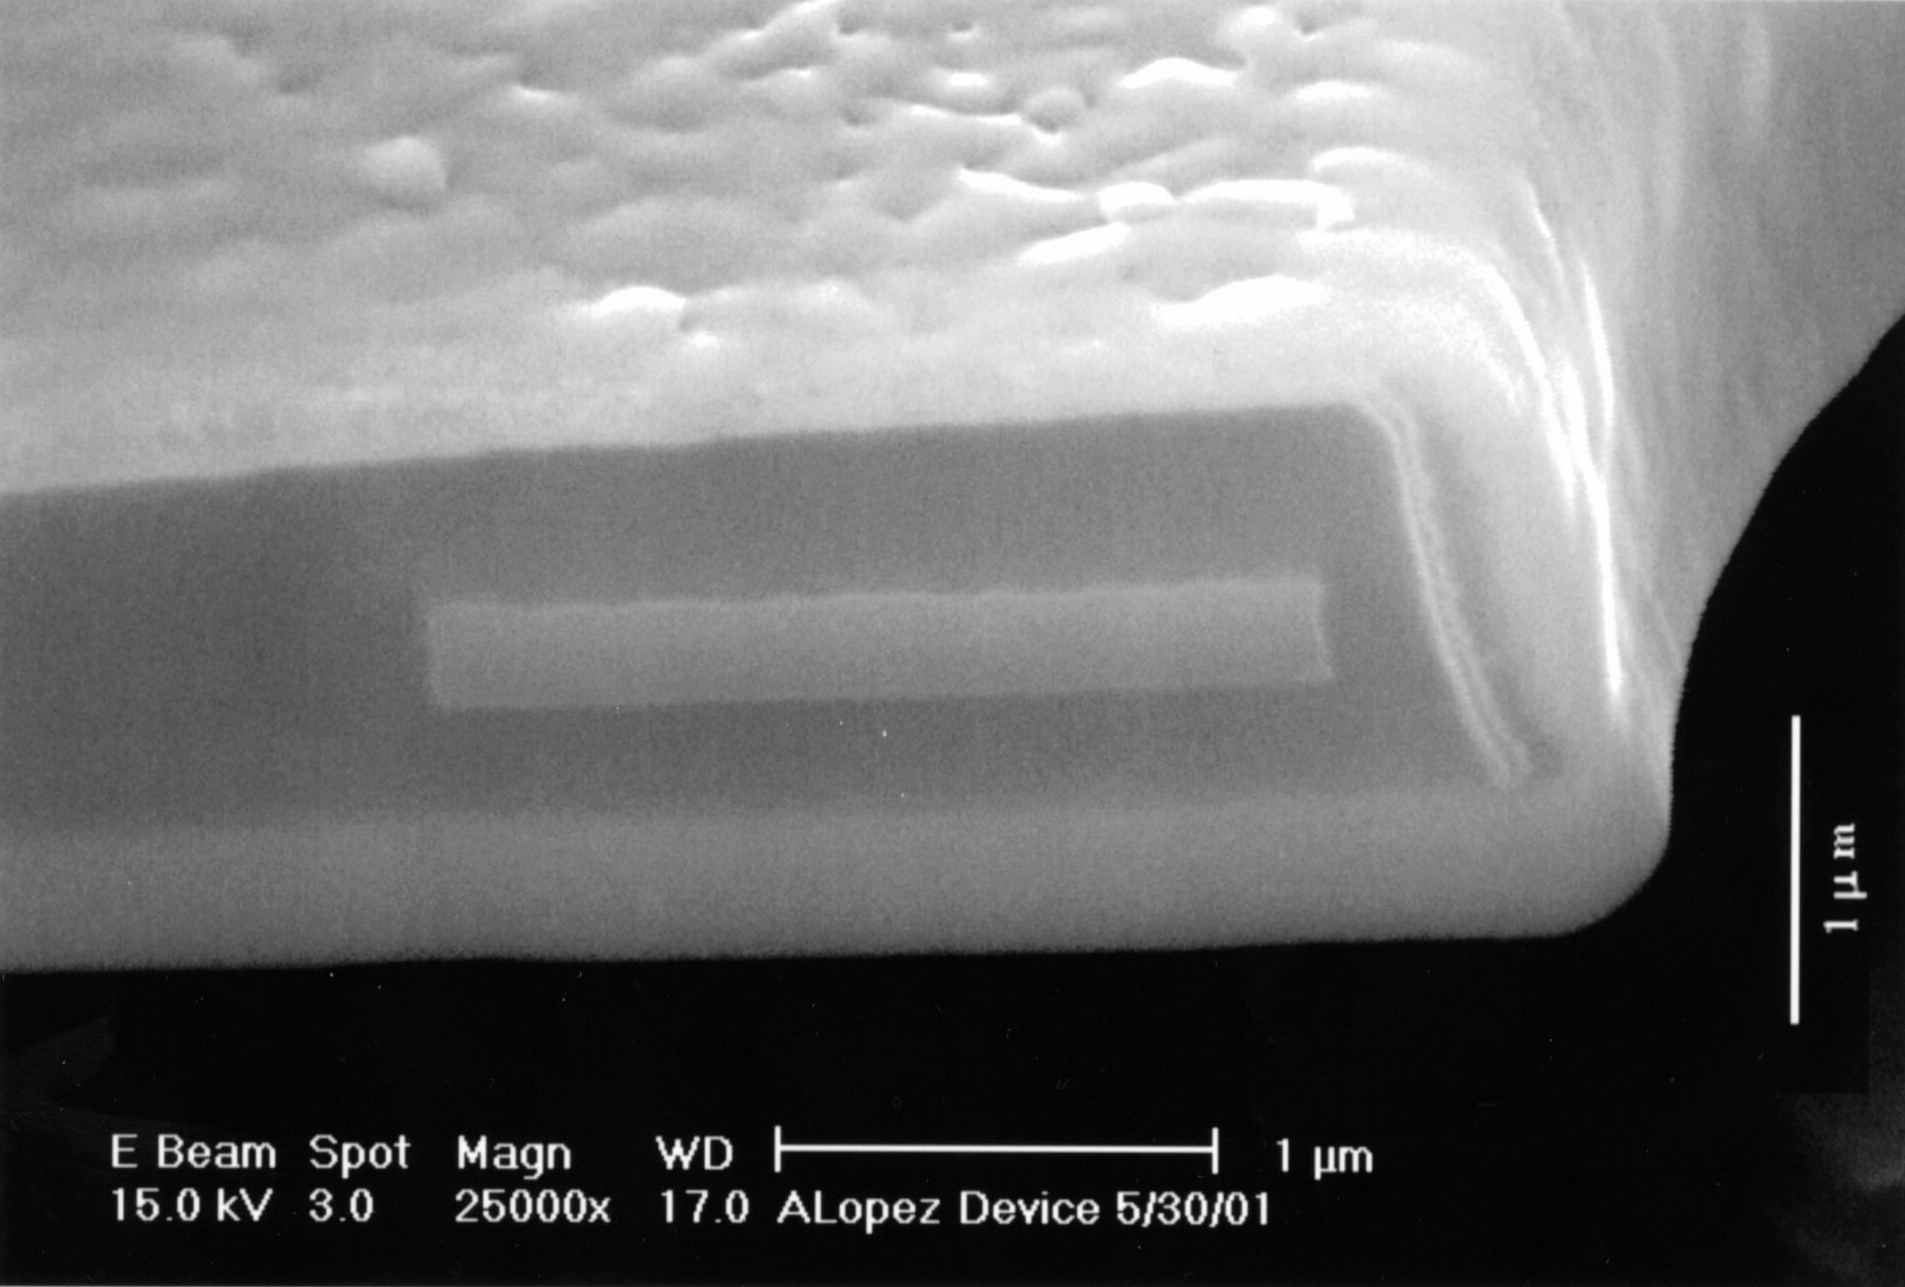 E Beam Spot Magn WD 1 µm
15.0 kV 3.0 25000x 17.0 ALopez Device 5/30/01
1 µm